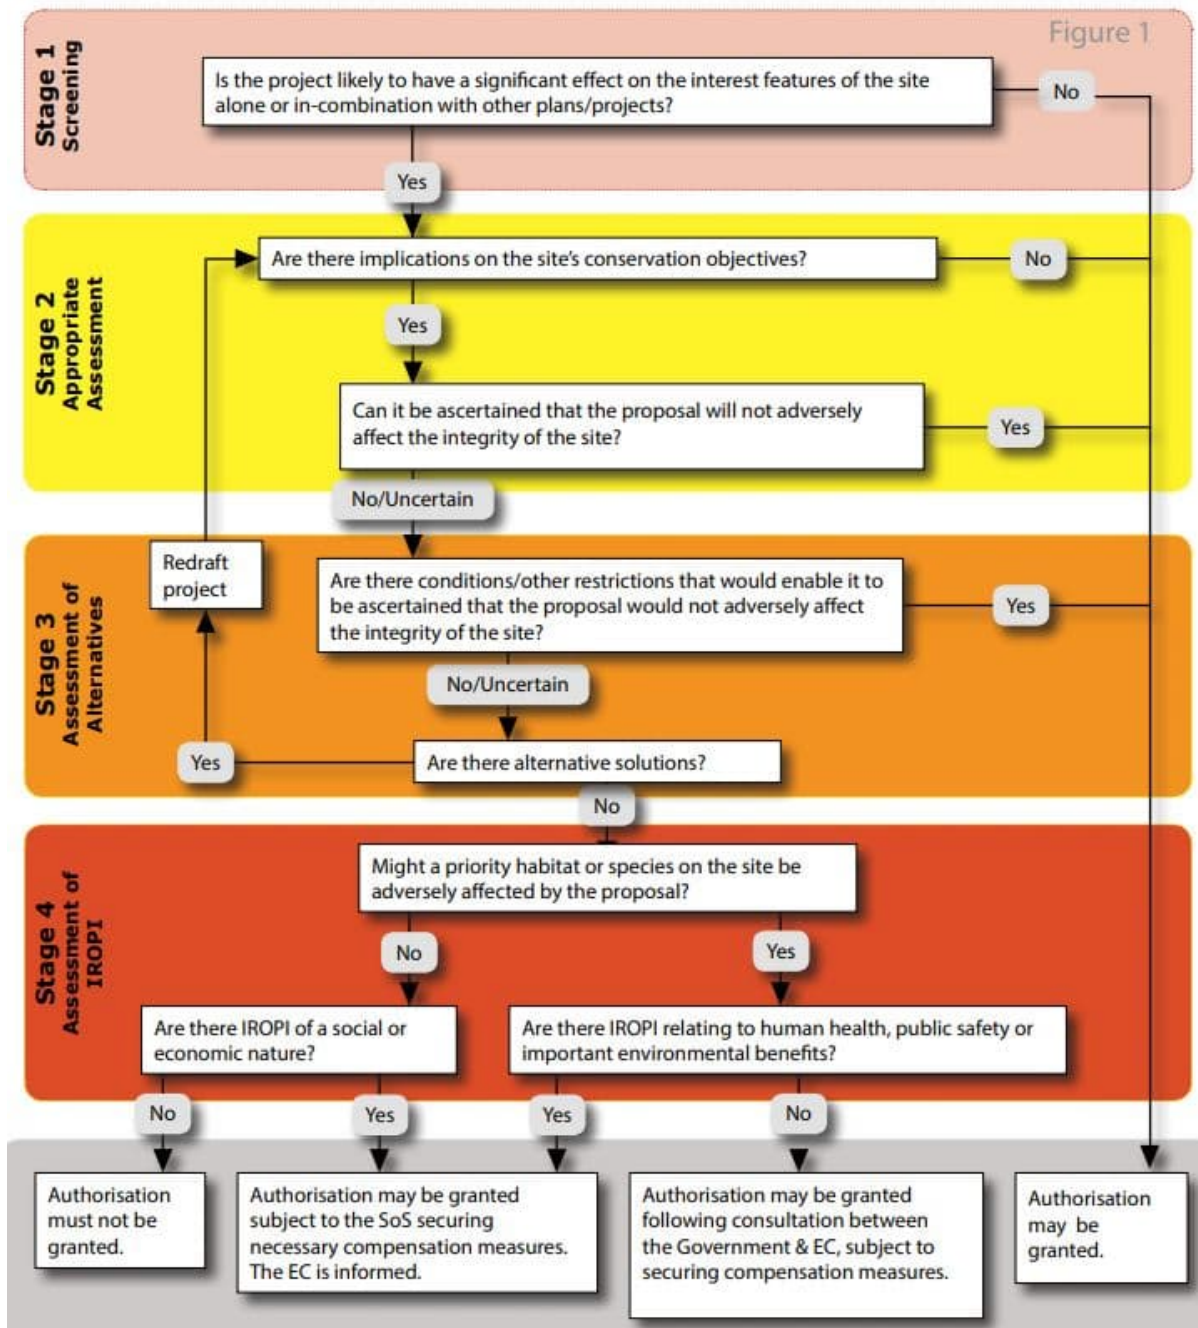 Figure 1
Stage 1
Screening
Is the project likely to have a significant effect on the interest features of the site
alone or in-combination with other plans/projects?
No
Yes
Stage 2
Appropriate
Assessment
Are there implications on the site's conservation objectives?
No
Yes
Can it be ascertained that the proposal will not adversely
affect the integrity of the site?
Yes
No/Uncertain
Stage 3
Assessment of
Alternatives
Redraft
project
Are there conditions/other restrictions that would enable it to
be ascertained that the proposal would not adversely affect
the integrity of the site?
Yes
No/Uncertain
Yes
Are there alternative solutions?
No
Stage 4
Assessment of
IROPI
Might a priority habitat or species on the site be
adversely affected by the proposal?
No
Yes
Are there IROPI of a social or
economic nature?
Are there IROPI relating to human health, public safety or
important environmental benefits?
No
Yes
Yes
No
Authorisation
must not be
granted.
Authorisation may be granted
subject to the SoS securing
necessary compensation measures.
The EC is informed.
Authorisation may be granted
following consultation between
the Government & EC, subject to
securing compensation measures.
Authorisation
may be
granted.